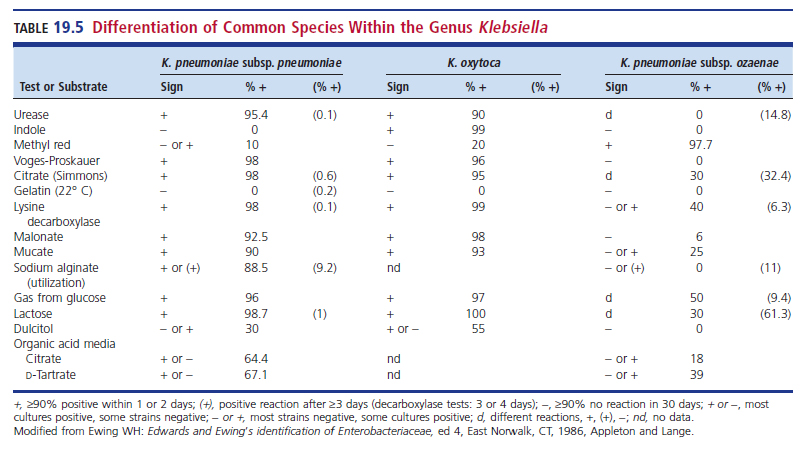 TABLE 19.5 Differentiation of Common Species Within the Genus Klebsiella
K. pneumoniae subsp. pneumoniae K. oxytoca K. pneumoniae subsp. ozaenae
Test or Substrate Sign % + (% +) Sign % + (% +) Sign % + (% +)
Urease + 95.4 (0.1) + 90 d 0 (14.8)
Indole – 0 + 99 – 0
Methyl red – or + 10 – 20 + 97.7
Voges-Proskauer + 98 + 96 – 0
Citrate (Simmons) + 98 (0.6) + 95 d 30 (32.4)
Gelatin (22° C) – 0 (0.2) – 0 – 0
Lysine + 98 (0.1) + 99 – or + 40 (6.3)
decarboxylase
Malonate + 92.5 + 98 – 6
Mucate + 90 + 93 – or + 25
Sodium alginate + or (+) 88.5 (9.2) nd – or (+) 0 (11)
(utilization)
Gas from glucose + 96 + 97 d 50 (9.4)
Lactose + 98.7 (1) + 100 d 30 (61.3)
Dulcitol – or + 30 + or – 55 – 0
Organic acid media
Citrate + or – 64.4 nd – or + 18
D-Tartrate + or – 67.1 nd – or + 39
+, ≥90% positive within 1 or 2 days; (+), positive reaction after ≥3 days (decarboxylase tests: 3 or 4 days); –, ≥90% no reaction in 30 days; + or –, most
cultures positive, some strains negative; – or +, most strains negative, some cultures positive; d, different reactions, +, (+), –; nd, no data.
Modified from Ewing WH: Edwards and Ewing's identification of Enterobacteriaceae, ed 4, East Norwalk, CT, 1986, Appleton and Lange.